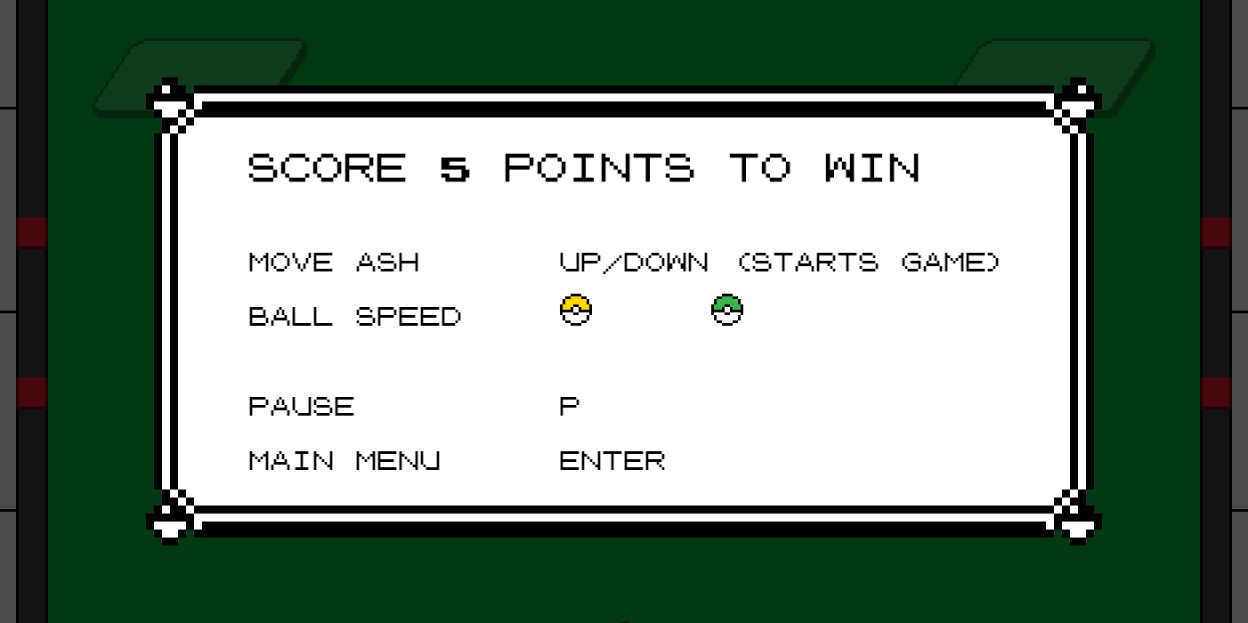 SCORE 5 POINTS TO WIN
MOVE ASH UP/DOWN (STARTS GAME)
BALL SPEED
PAUSE P
MAIN MENU ENTER